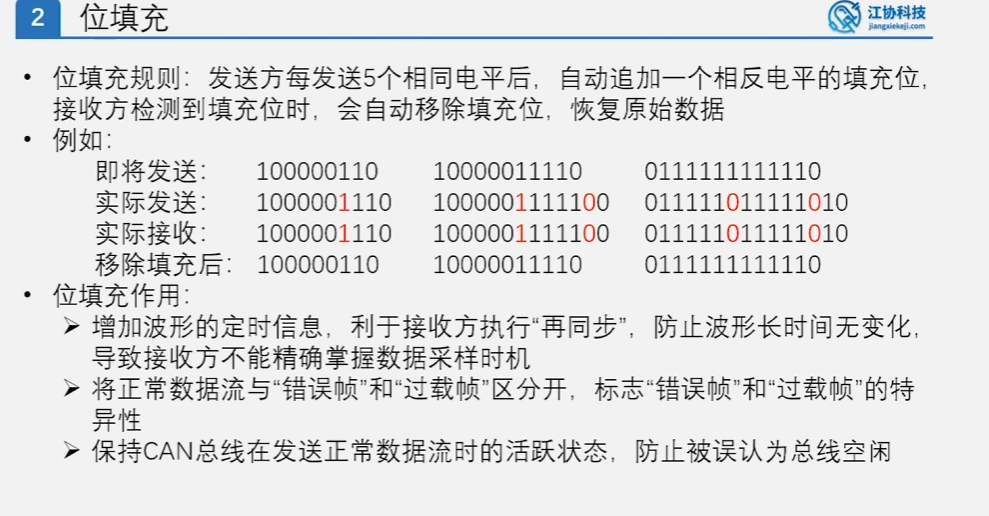 2 位填充
江协科技
jiangxiekeji.com
• 位填充规则：发送方每发送5个相同电平后，自动追加一个相反电平的填充位，
接收方检测到填充位时，会自动移除填充位，恢复原始数据
• 例如：
即将发送： 100000110 10000011110 0111111111110
实际发送： 1000001110 1000001111100 011111011111010
实际接收： 1000001110 1000001111100 011111011111010
移除填充后： 100000110 10000011110 0111111111110
• 位填充作用：
➢ 增加波形的定时信息，利于接收方执行“再同步”，防止波形长时间无变化，
导致接收方不能精确掌握数据采样时机
➢ 将正常数据流与“错误帧”和“过载帧”区分开，标志“错误帧”和“过载帧”的特
异性
➢ 保持CAN总线在发送正常数据流时的活跃状态，防止被误认为总线空闲